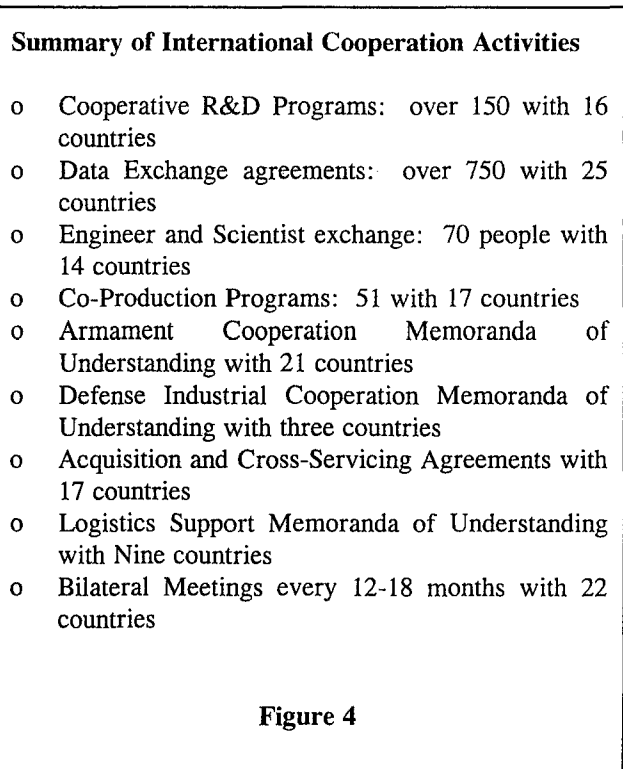 Summary of International Cooperation Activities
o Cooperative R&D Programs: over 150 with 16
countries
o Data Exchange agreements: over 750 with 25
countries
o Engineer and Scientist exchange: 70 people with
14 countries
o Co-Production Programs: 51 with 17 countries
o Armament Cooperation Memoranda of
Understanding with 21 countries
o Defense Industrial Cooperation Memoranda of
Understanding with three countries
o Acquisition and Cross-Servicing Agreements with
17 countries
o Logistics Support Memoranda of Understanding
with Nine countries
o Bilateral Meetings every 12-18 months with 22
countries
Figure 4